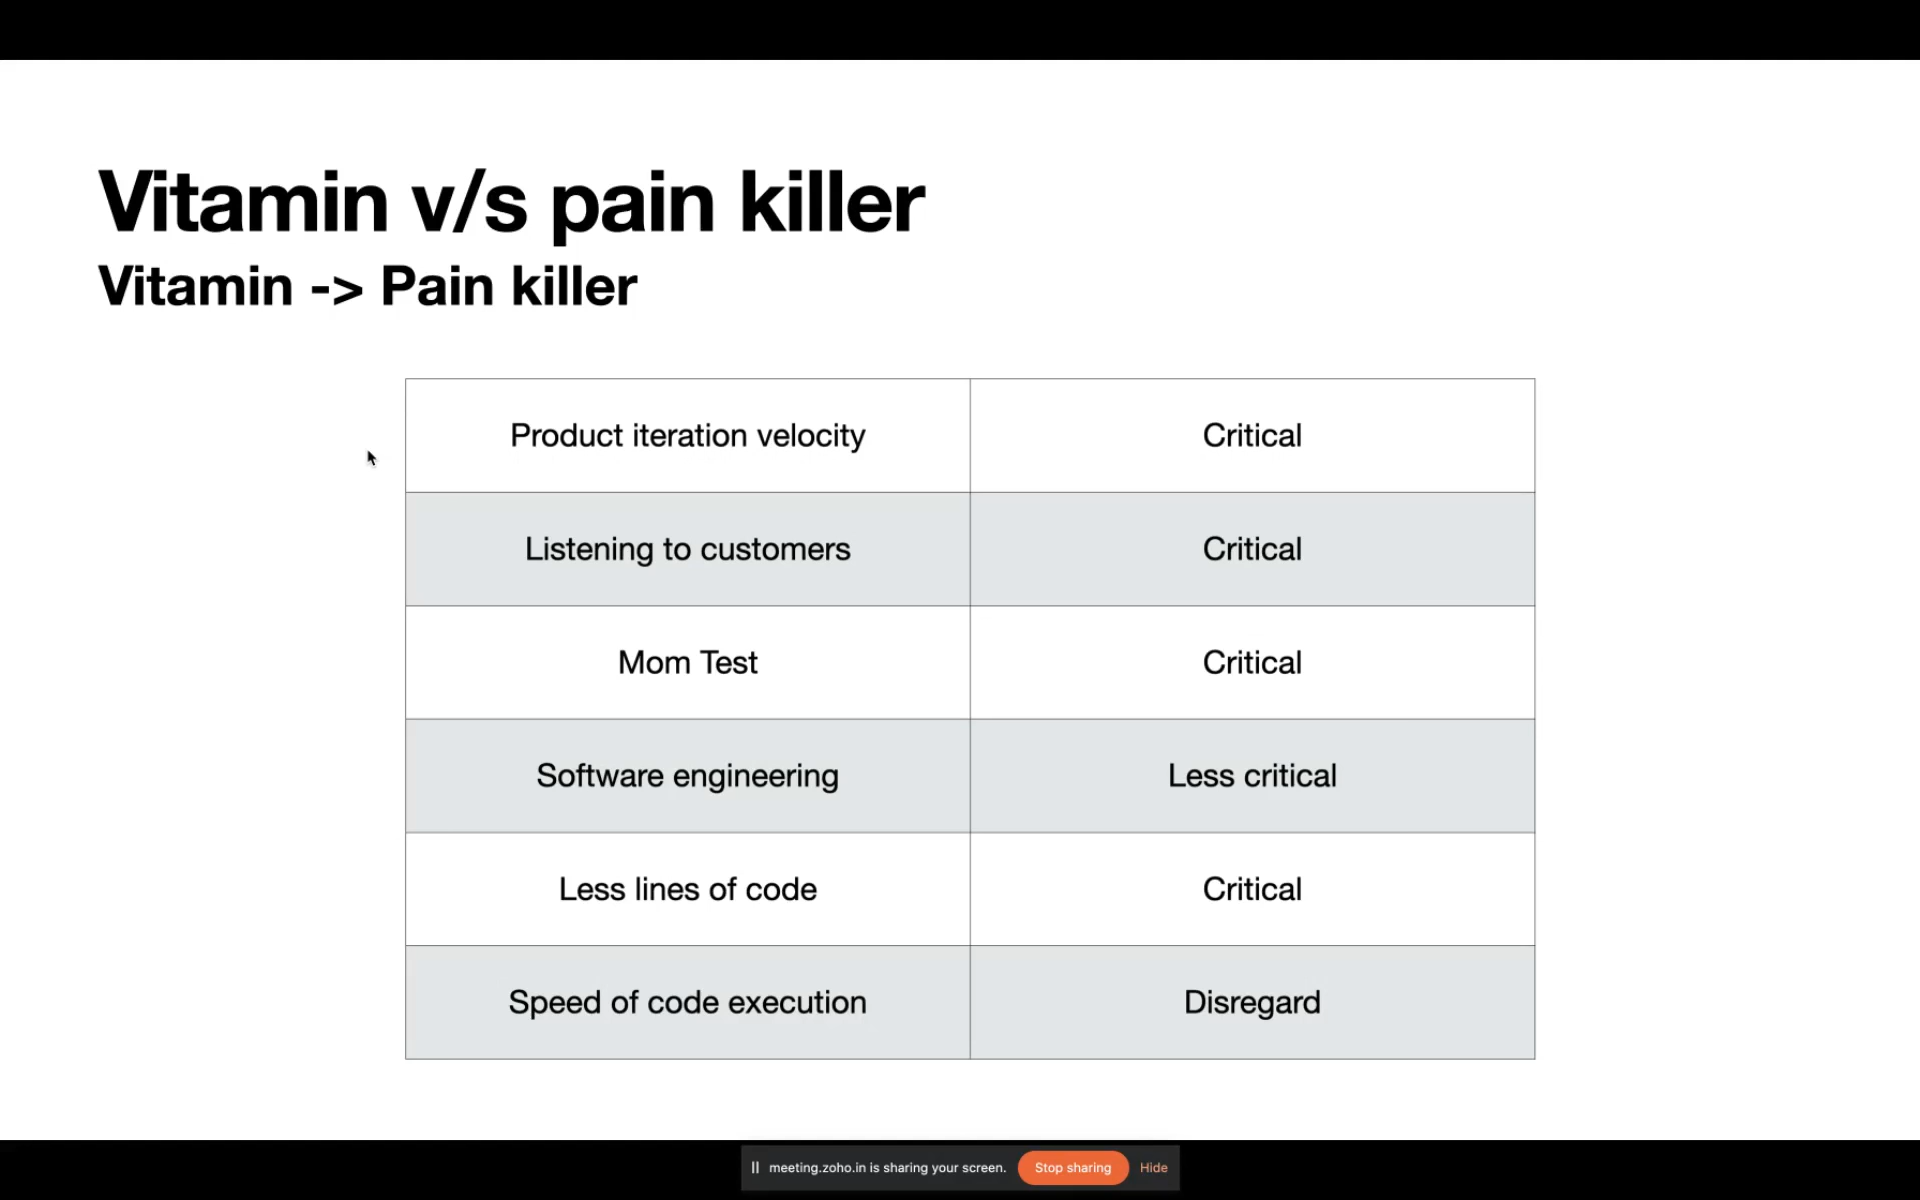 Vitamin v/s pain killer
Vitamin -> Pain killer
Product iteration velocity Critical
Listening to customers Critical
Mom Test Critical
Software engineering Less critical
Less lines of code Critical
Speed of code execution Disregard
meeting.zoho.in is sharing your screen. Stop sharing Hide